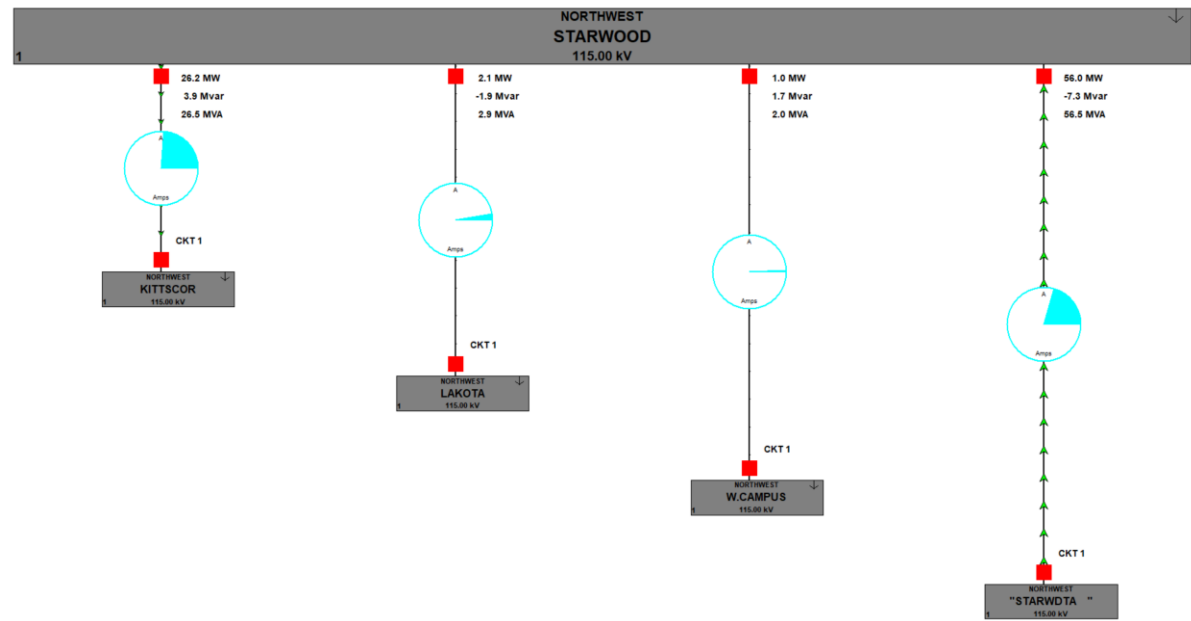 NORTHWEST
STARWOOD
1 115.00 kV
26.2 MW
3.9 Mvar
26.5 MVA
A
Amps
CKT 1
NORTHWEST
KITTSCOR
1 115.00 kV
2.1 MW
-1.9 Mvar
2.9 MVA
A
Amps
CKT 1
NORTHWEST
LAKOTA
1 115.00 kV
1.0 MW
1.7 Mvar
2.0 MVA
A
Amps
CKT 1
NORTHWEST
W.CAMPUS
1 115.00 kV
56.0 MW
-7.3 Mvar
56.5 MVA
A
Amps
CKT 1
NORTHWEST
"STARWDTA "
1 115.00 kV